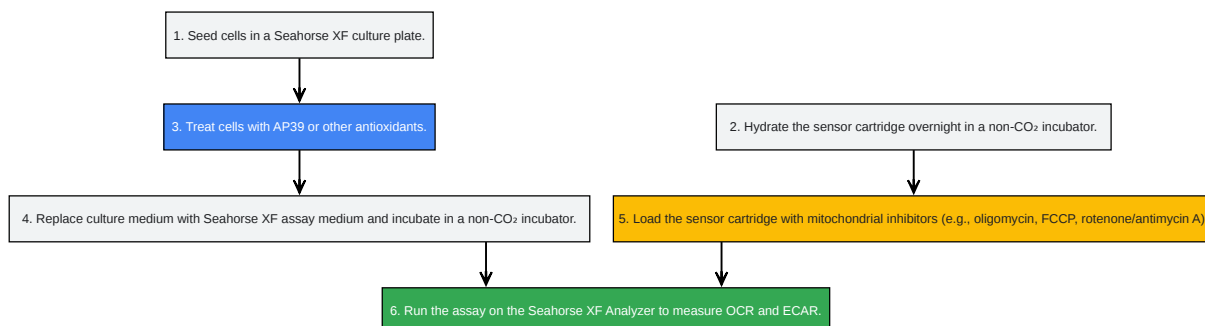 1. Seed cells in a Seahorse XF culture plate.
3. Treat cells with AP39 or other antioxidants.
2. Hydrate the sensor cartridge overnight in a non-CO₂ incubator.
4. Replace culture medium with Seahorse XF assay medium and incubate in a non-CO₂ incubator.
5. Load the sensor cartridge with mitochondrial inhibitors (e.g., oligomycin, FCCP, rotenone/antimycin A)
6. Run the assay on the Seahorse XF Analyzer to measure OCR and ECAR.